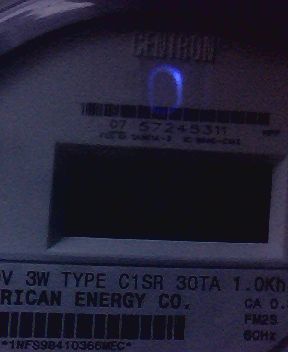 CENTRON
07 57245311
V 3W TYPE C1SR 30TA 1.0Kh
RICAN ENERGY CO.
CA 0.
FM2S
60Hz
*1NFS98410366MEC*